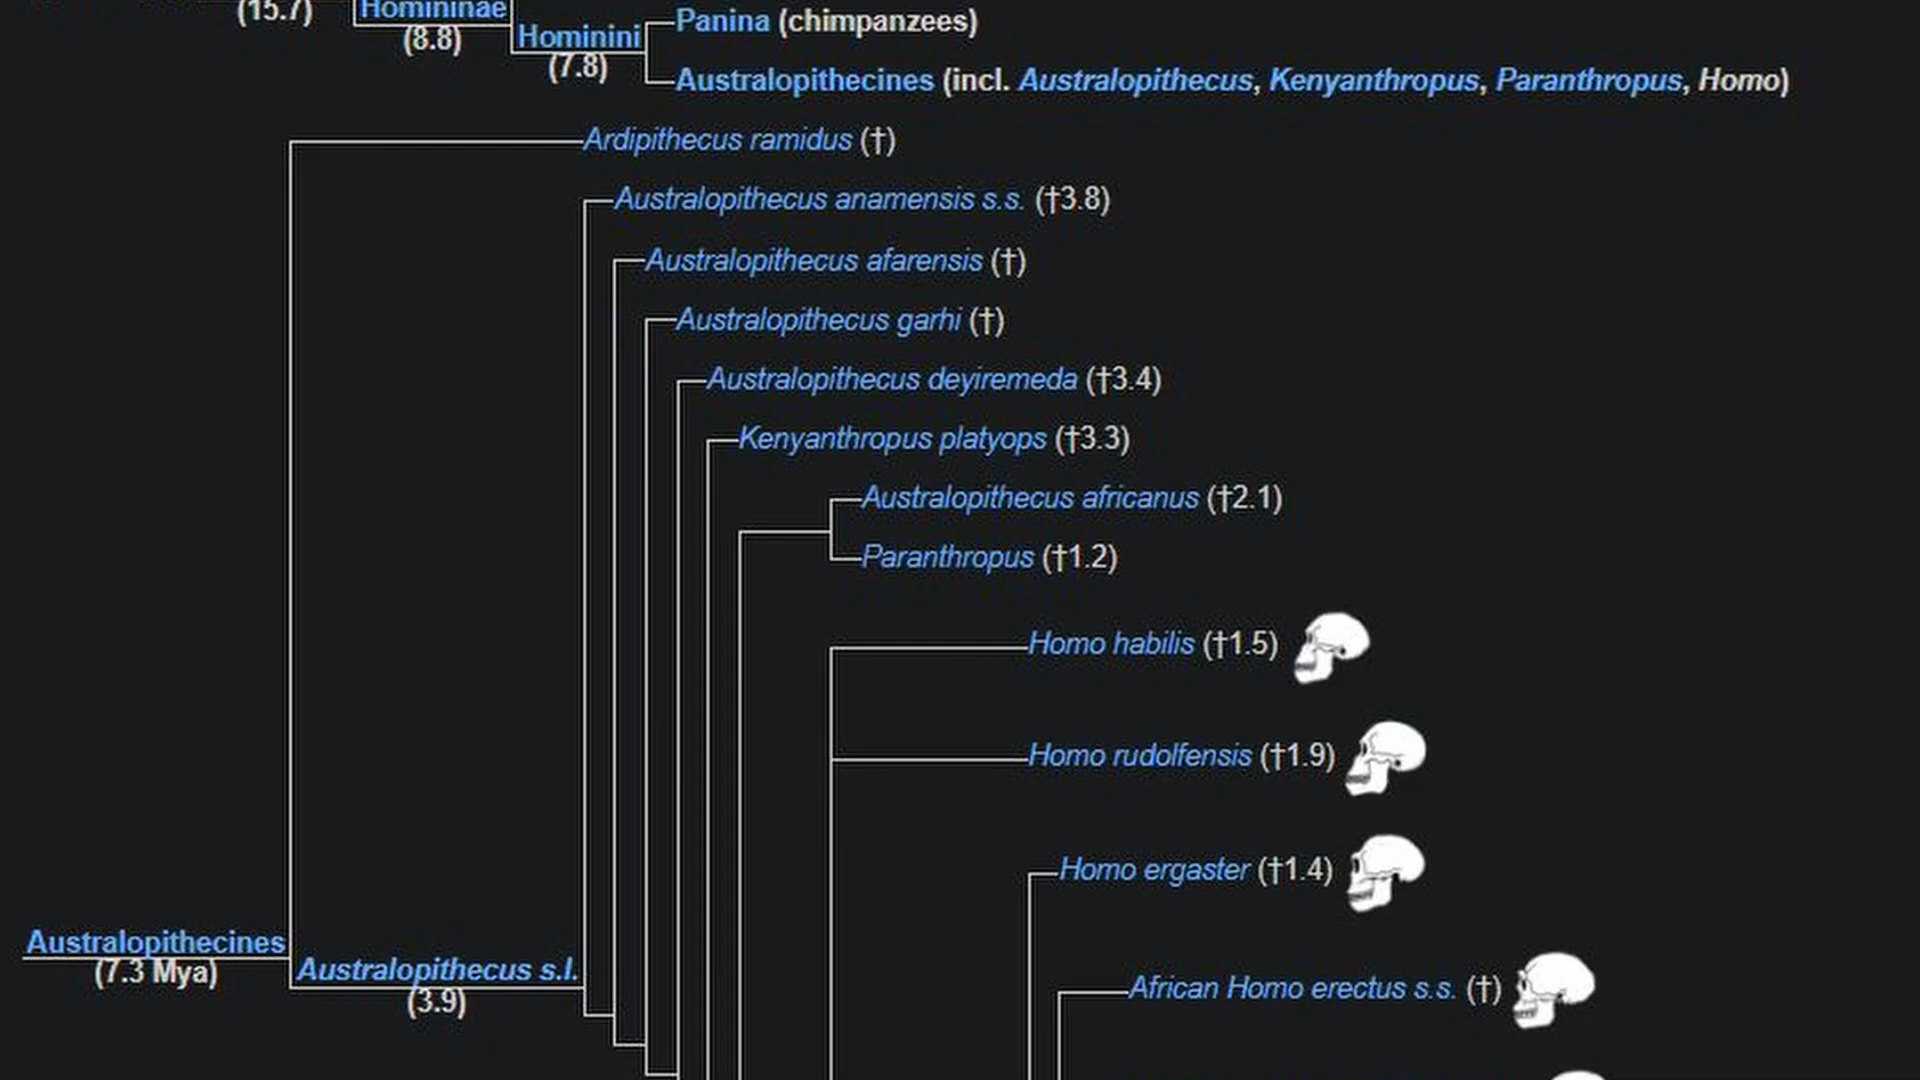 (15.7)
Homininae
(8.8)
Hominini
(7.8)
Panina (chimpanzees)
Australopithecines (incl. Australopithecus, Kenyanthropus, Paranthropus, Homo)
Ardipithecus ramidus (†)
Australopithecus anamensis s.s. (†3.8)
Australopithecus afarensis (†)
Australopithecus garhi (†)
Australopithecus deyiremeda (†3.4)
Kenyanthropus platyops (†3.3)
Australopithecus africanus (†2.1)
Paranthropus (†1.2)
Homo habilis (†1.5)
Homo rudolfensis (†1.9)
Homo ergaster (†1.4)
Australopithecines
(7.3 Mya)
Australopithecus s.l.
(3.9)
African Homo erectus s.s. (†)